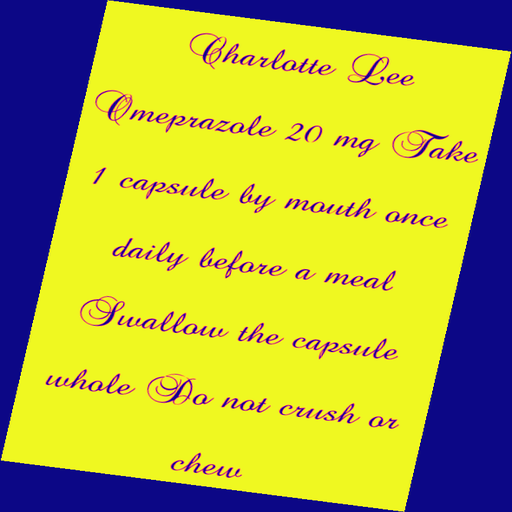 Charlotte Lee
Omeprazole 20 mg Take
1 capsule by mouth once
daily before a meal
Swallow the capsule
whole Do not crush or
chew